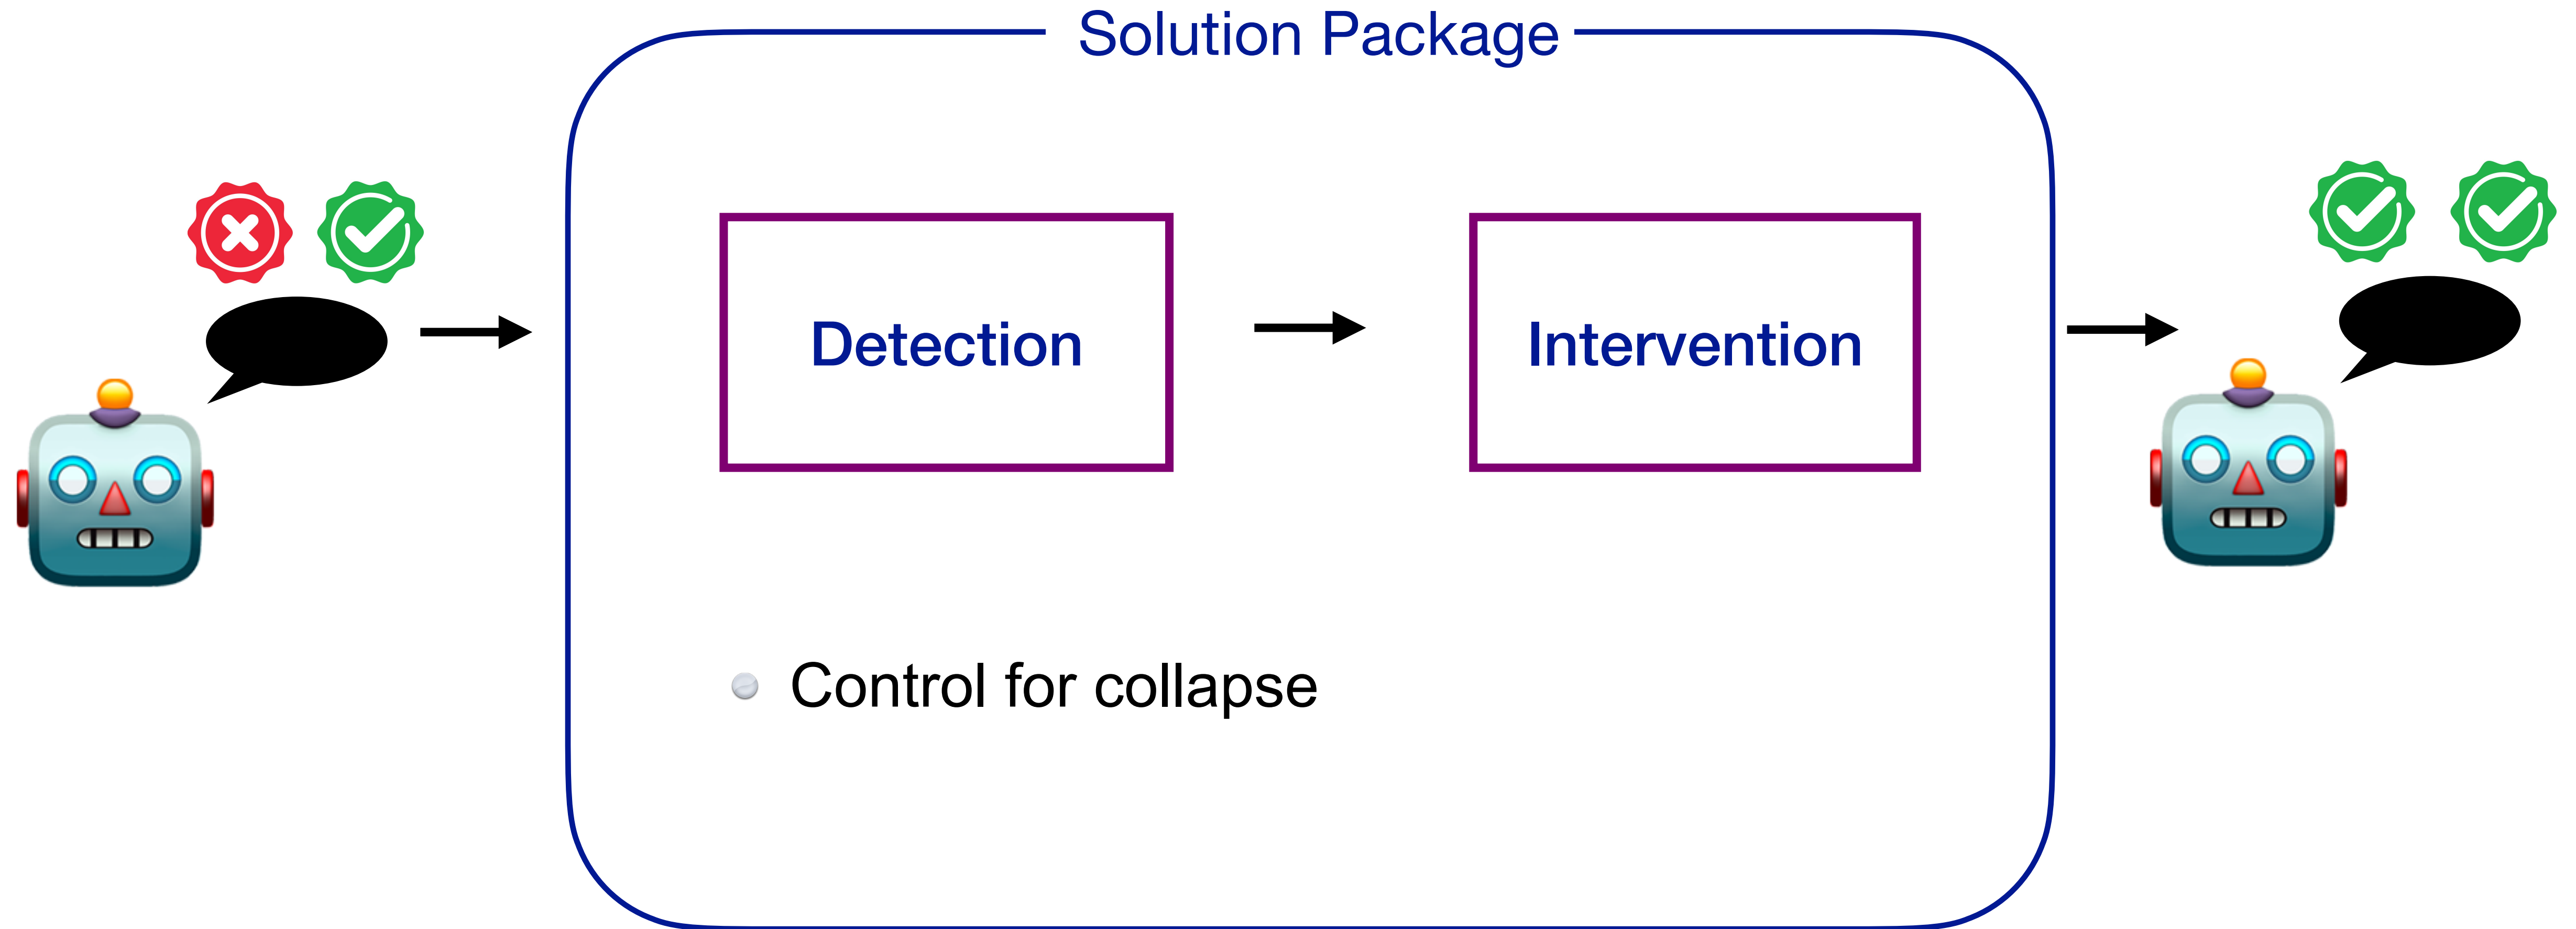 Solution Package
Detection
Intervention
Control for collapse